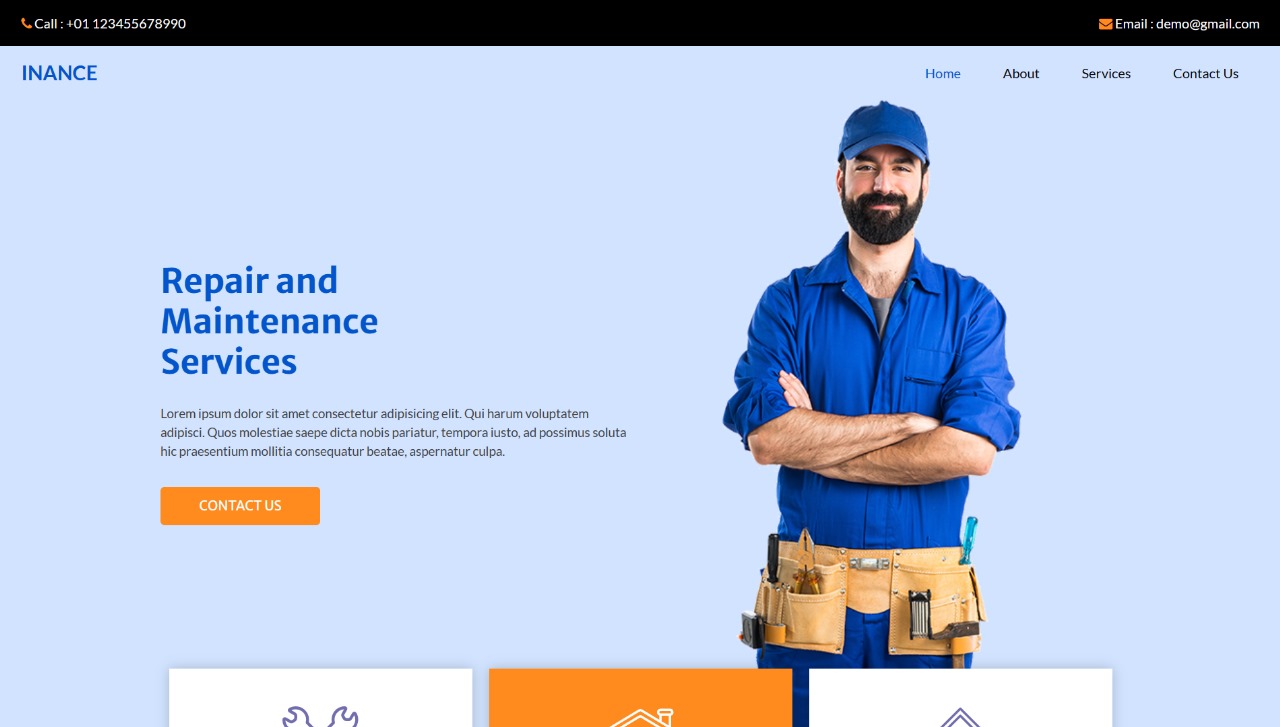 Call : +01 123455678990
Email : demo@gmail.com
INANCE
Home
About
Services
Contact Us
Repair and
Maintenance
Services
Lorem ipsum dolor sit amet consectetur adipisicing elit. Qui harum voluptatem
adipisci. Quos molestiae saepe dicta nobis pariatur, tempora iusto, ad possimus soluta
hic praesentium mollitia consequatur beatae, aspernatur culpa.
CONTACT US